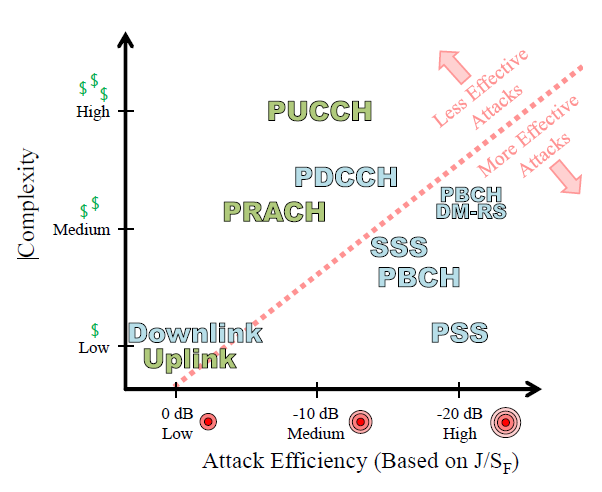 $ $ $
High
PUCCH
Less Effective
Attacks
More Effective
Attacks
PDCCH
PBCH
DM-RS
$ $
Medium
PRACH
SSS
PBCH
|Complexity
$
Low
Downlink
Uplink
PSS
0 dB
Low
-10 dB
Medium
-20 dB
High
Attack Efficiency (Based on J/S_F)